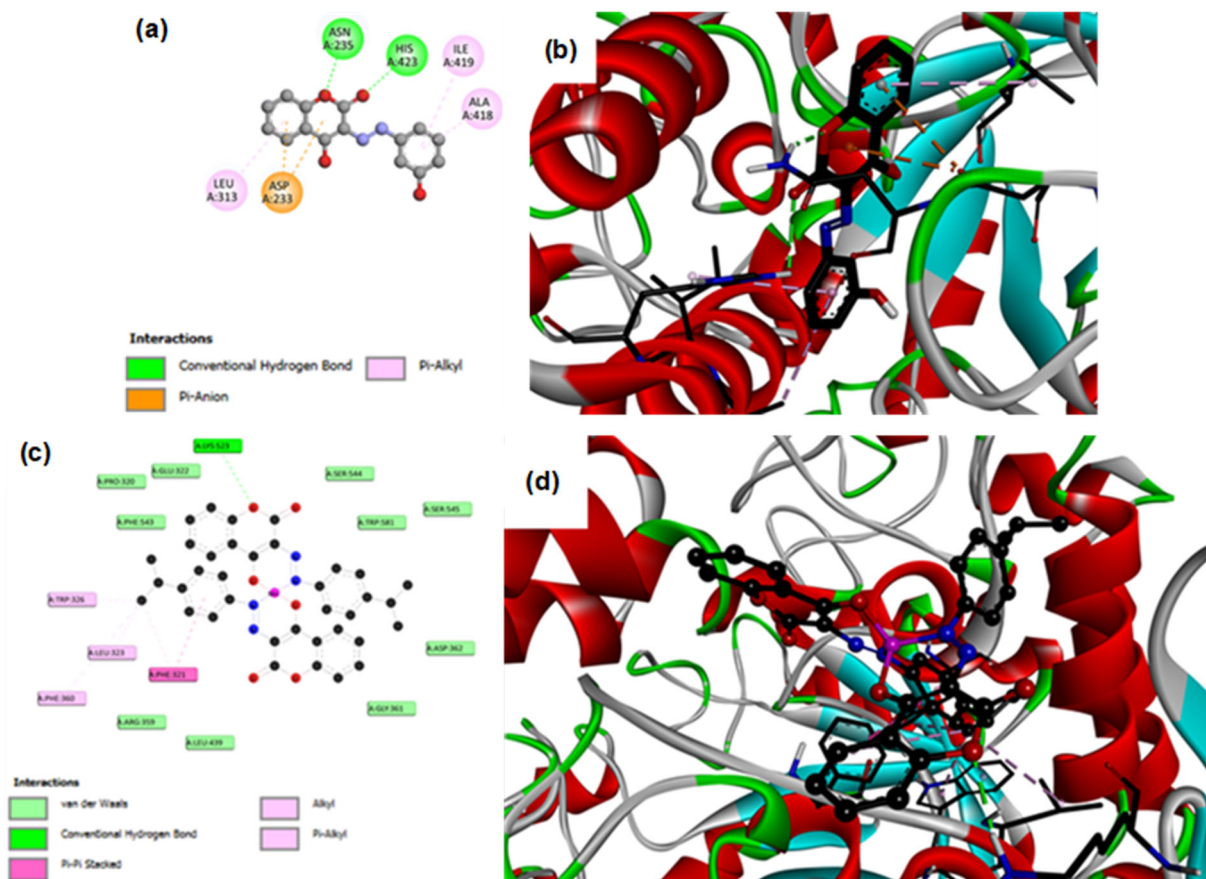 (a)
ASN
A:235
HIS
A:423
ILE
A:419
ALA
A:418
LEU
A:313
ASP
A:233
Interactions
Conventional Hydrogen Bond
Pi-Alkyl
Pi-Anion
(b)
(c)
A:LYS:523
A:GLU:322
A:PRO:320
A:SER:544
A:SER:545
A:PHE:543
A:TRP:581
A:TRP:326
A:LEU:323
A:PHE:321
A:ASP:362
A:PHE:360
A:ARG:359
A:GLY:361
A:LEU:439
Interactions
van der Waals
Alkyl
Conventional Hydrogen Bond
Pi-Alkyl
Pi-Pi Stacked
(d)